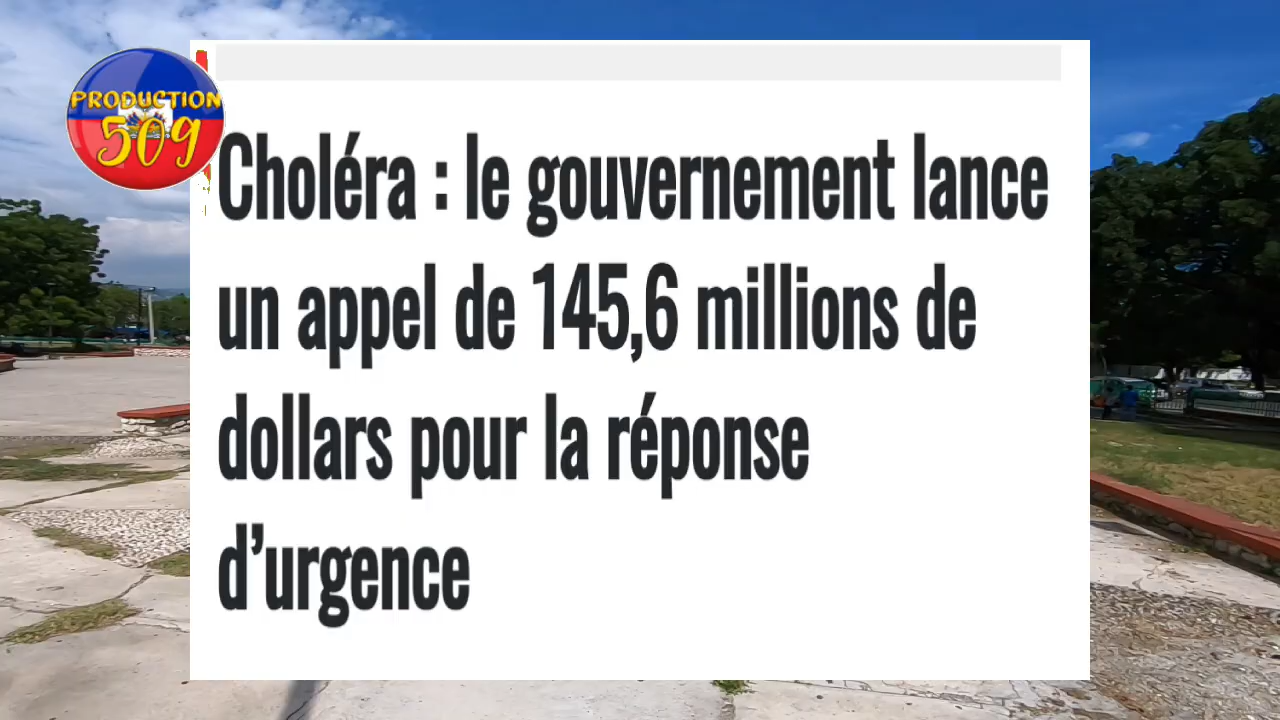 PRODUCTION
509
Choléra : le gouvernement lance
un appel de 145,6 millions de
dollars pour la réponse
d’urgence